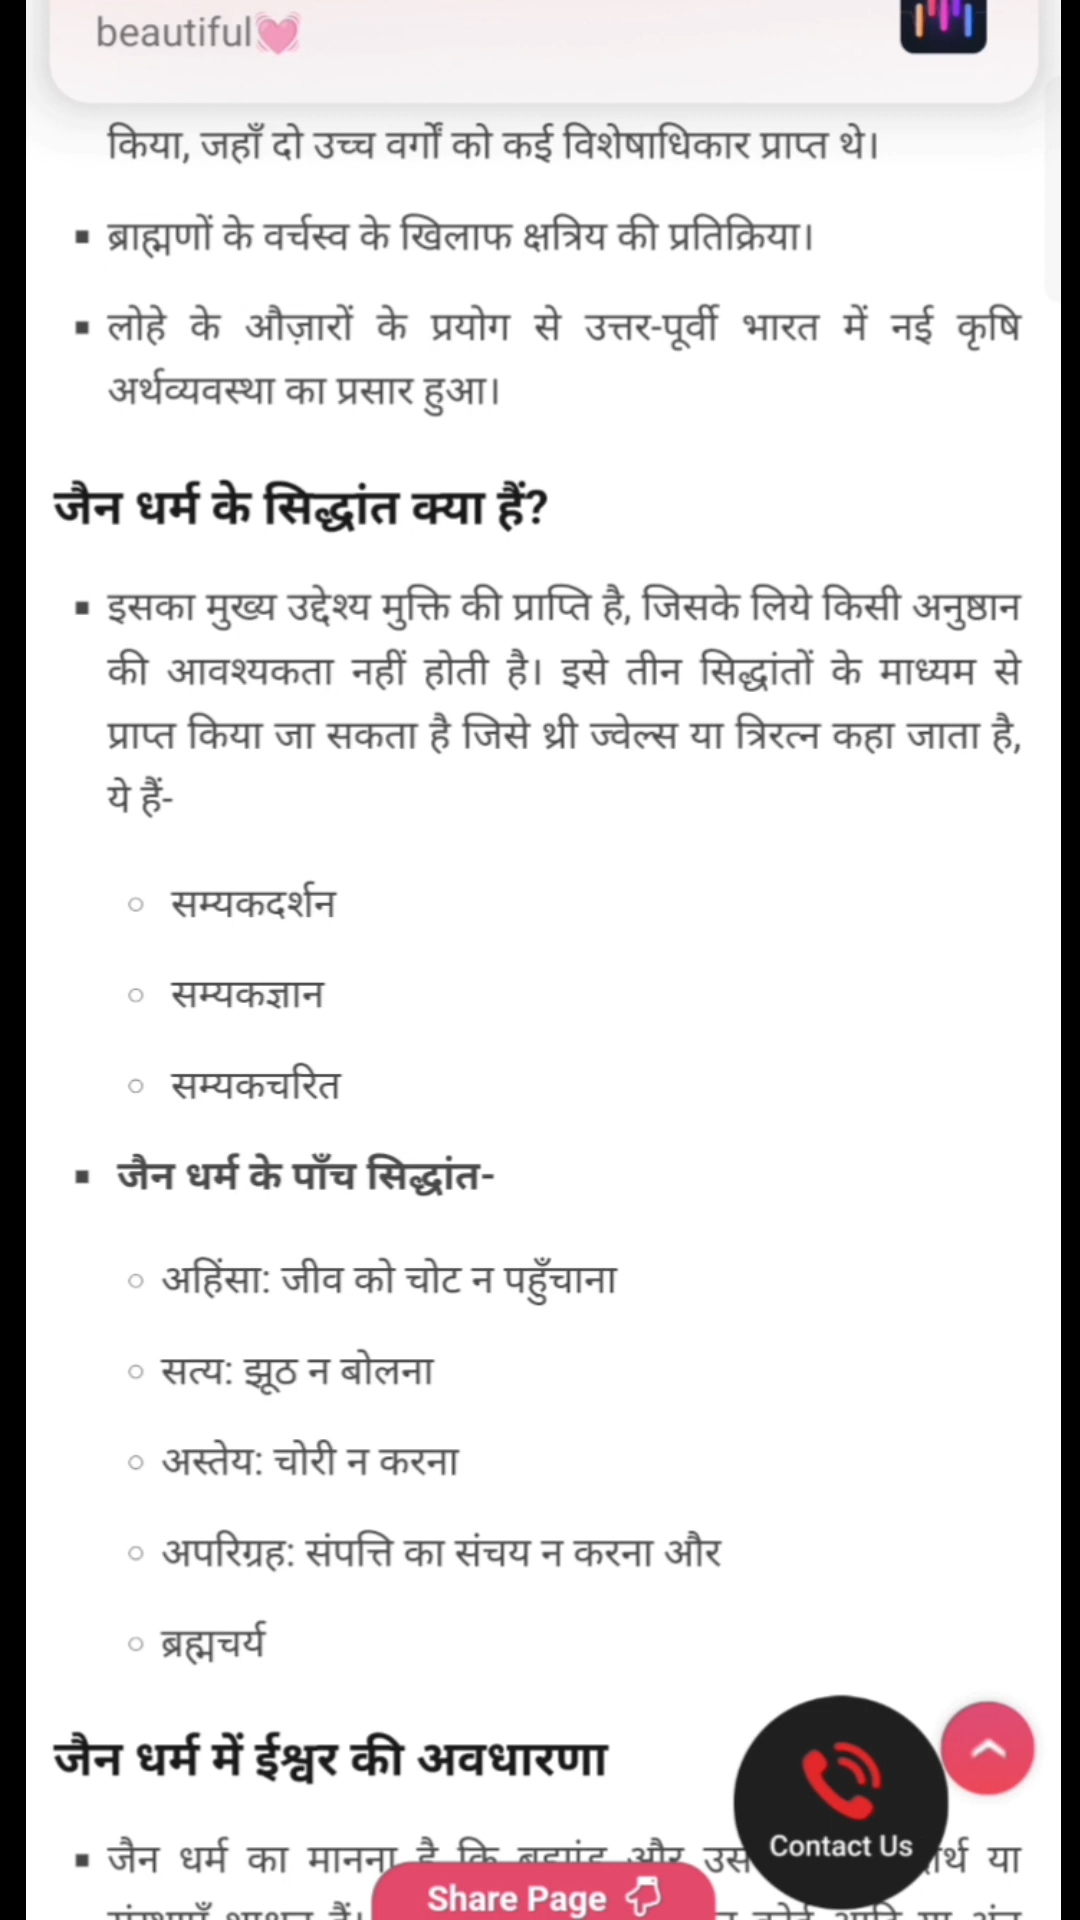 beautiful💓
किया, जहाँ दो उच्च वर्गों को कई विशेषाधिकार प्राप्त थे।
▪ ब्राह्मणों के वर्चस्व के खिलाफ क्षत्रिय की प्रतिक्रिया।
▪ लोहे के औज़ारों के प्रयोग से उत्तर-पूर्वी भारत में नई कृषि
अर्थव्यवस्था का प्रसार हुआ।
जैन धर्म के सिद्धांत क्या हैं?
▪ इसका मुख्य उद्देश्य मुक्ति की प्राप्ति है, जिसके लिये किसी अनुष्ठान
की आवश्यकता नहीं होती है। इसे तीन सिद्धांतों के माध्यम से
प्राप्त किया जा सकता है जिसे थ्री ज्वेल्स या त्रिरत्न कहा जाता है,
ये हैं-
○ सम्यकदर्शन
○ सम्यकज्ञान
○ सम्यकचरित
▪ जैन धर्म के पाँच सिद्धांत-
○ अहिंसा: जीव को चोट न पहुँचाना
○ सत्य: झूठ न बोलना
○ अस्तेय: चोरी न करना
○ अपरिग्रह: संपत्ति का संचय न करना और
○ ब्रह्मचर्य
जैन धर्म में ईश्वर की अवधारणा
▪ जैन धर्म का मानना है कि ब्रह्मांड और उस या
Contact Us
Share Page